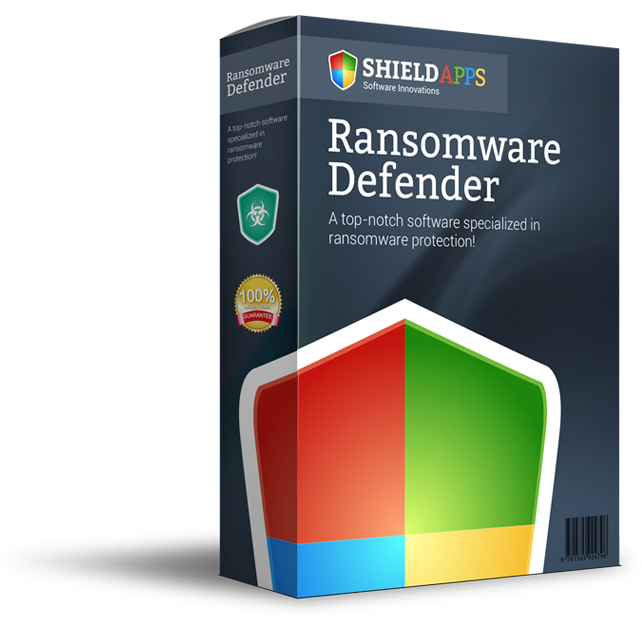 Ransomware
Defender
A top-notch software
specialized in
ransomware
protection!
100%
GUARANTEE
SHIELDAPPS
Software Innovations
Ransomware
Defender
A top-notch software specialized in
ransomware protection!